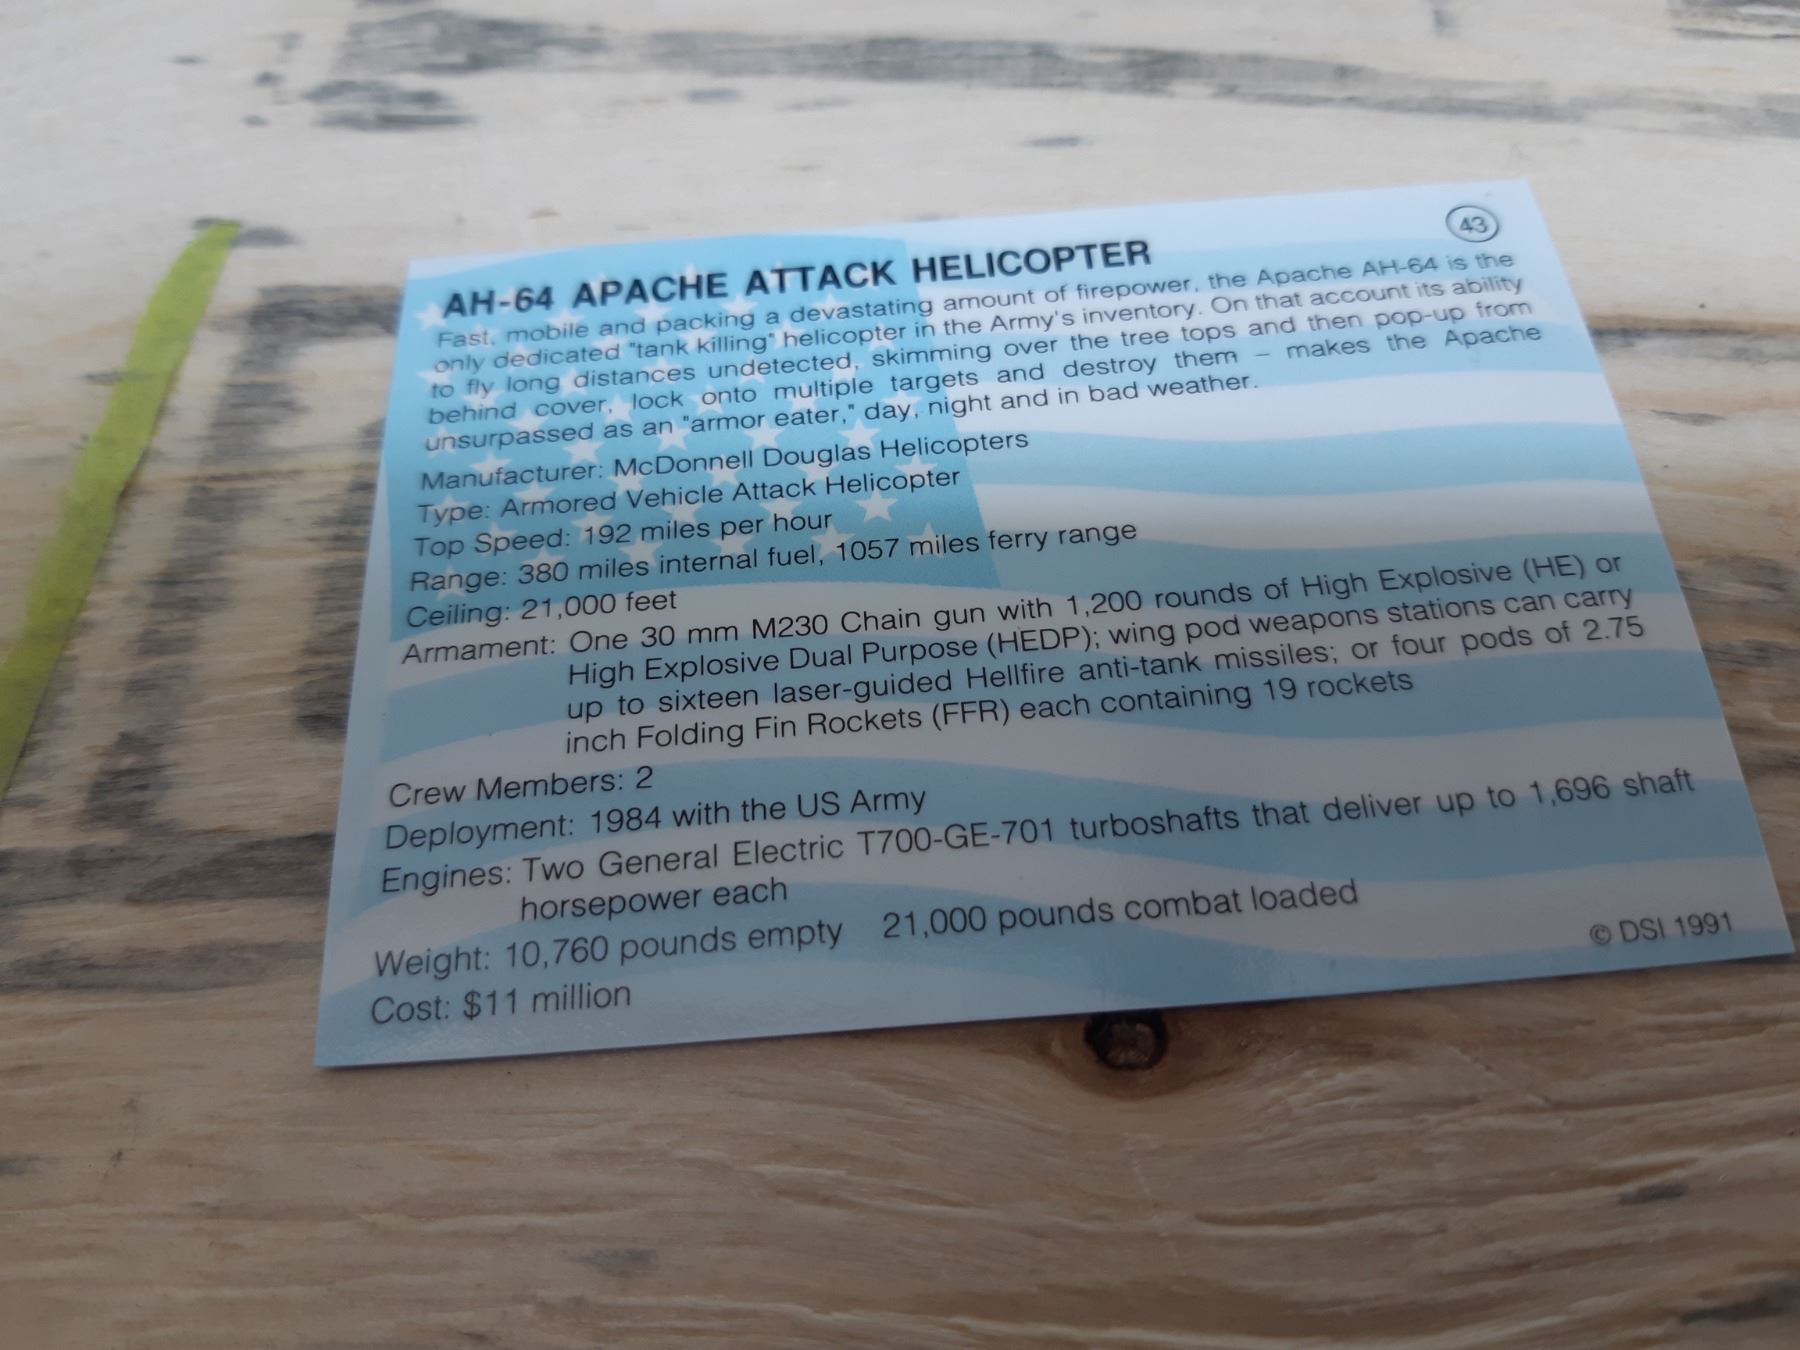 43
AH-64 APACHE ATTACK HELICOPTER
Fast, mobile and packing a devastating amount of firepower, the Apache AH-64 is the
only dedicated "tank killing" helicopter in the Army's inventory. On that account its ability
to fly long distances undetected, skimming over the tree tops and then pop-up from
behind cover, lock onto multiple targets and destroy them – makes the Apache
unsurpassed as an "armor eater," day, night and in bad weather.
Manufacturer: McDonnell Douglas Helicopters
Type: Armored Vehicle Attack Helicopter
Top Speed: 192 miles per hour
Range: 380 miles internal fuel, 1057 miles ferry range
Ceiling: 21,000 feet
Armament: One 30 mm M230 Chain gun with 1,200 rounds of High Explosive (HE) or
High Explosive Dual Purpose (HEDP); wing pod weapons stations can carry
up to sixteen laser-guided Hellfire anti-tank missiles; or four pods of 2.75
inch Folding Fin Rockets (FFR) each containing 19 rockets
Crew Members: 2
Deployment: 1984 with the US Army
Engines: Two General Electric T700-GE-701 turboshafts that deliver up to 1,696 shaft
horsepower each
Weight: 10,760 pounds empty 21,000 pounds combat loaded
Cost: $11 million
© DSI 1991